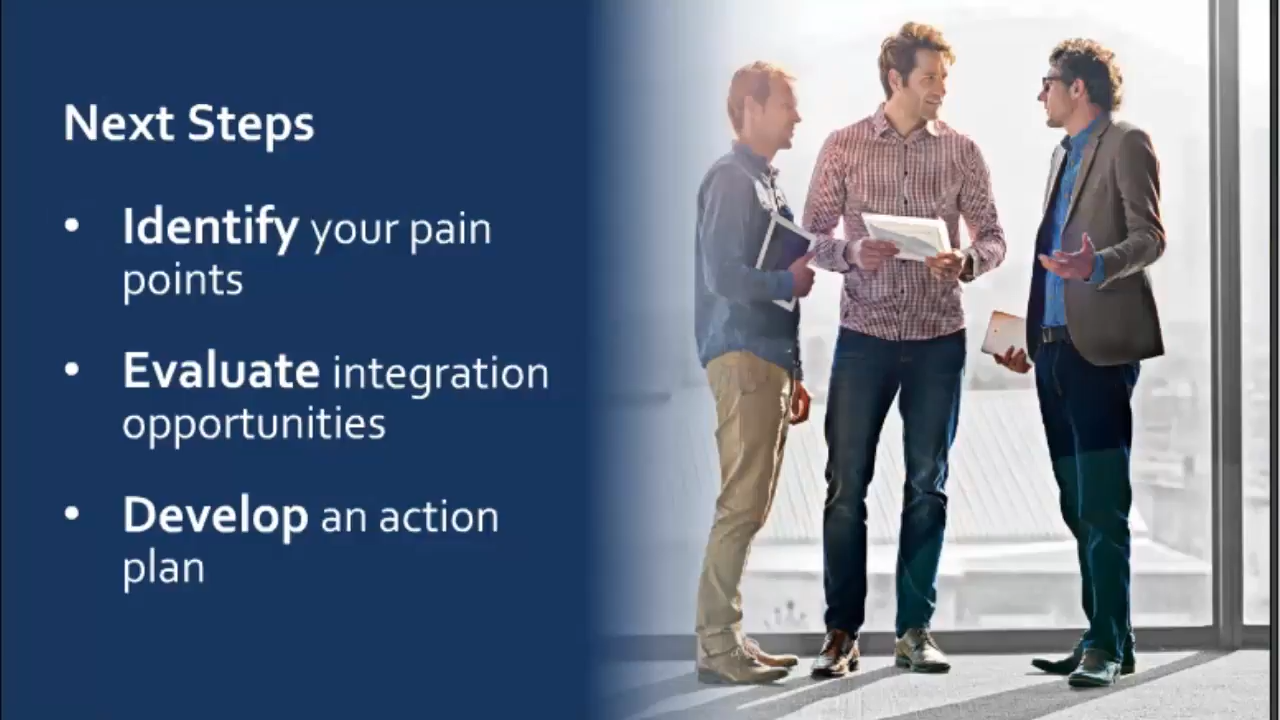 Next Steps
• Identify your pain
points
• Evaluate integration
opportunities
• Develop an action
plan